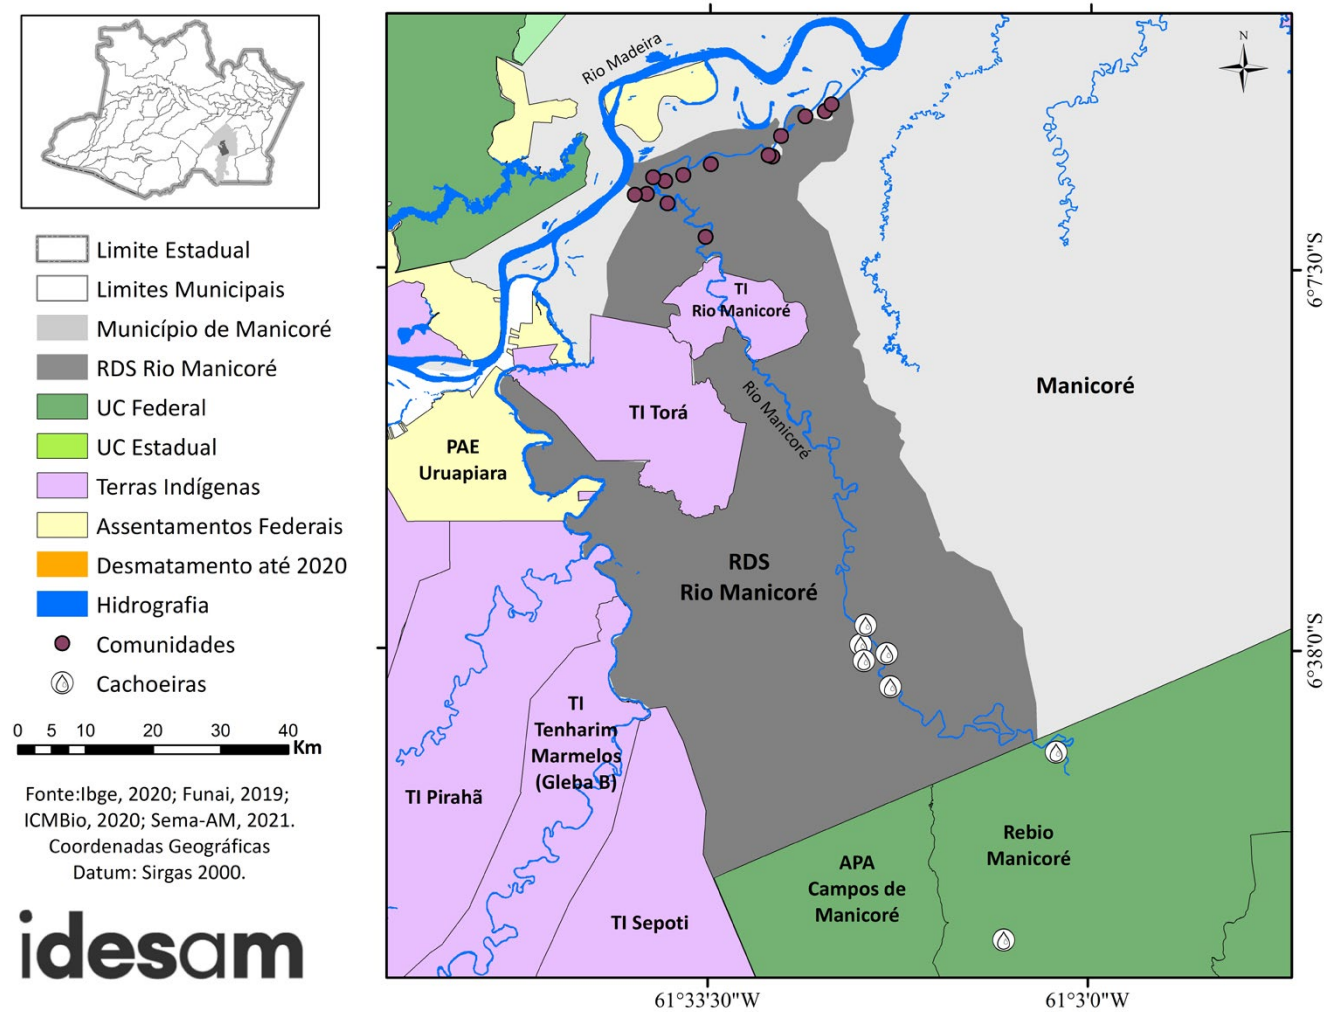 Limite Estadual
Limites Municipais
Município de Manicoré
RDS Rio Manicoré
UC Federal
UC Estadual
Terras Indígenas
Assentamentos Federais
Desmatamento até 2020
Hidrografia
Comunidades
Cachoeiras
0 5 10 20 30 40
Km
Fonte:Ibge, 2020; Funai, 2019;
ICMBio, 2020; Sema-AM, 2021.
Coordenadas Geográficas
Datum: Sirgas 2000.
idesam
Rio Madeira
N
TI
Rio Manicoré
Manicoré
TI Torá
Rio Manicoré
PAE
Uruapiara
RDS
Rio Manicoré
TI
Tenharim
Marmelos
(Gleba B)
TI Pirahã
TI Sepoti
APA
Campos de
Manicoré
Rebio
Manicoré
6°7'30"S
6°38'0"S
61°33'30"W
61°3'0"W